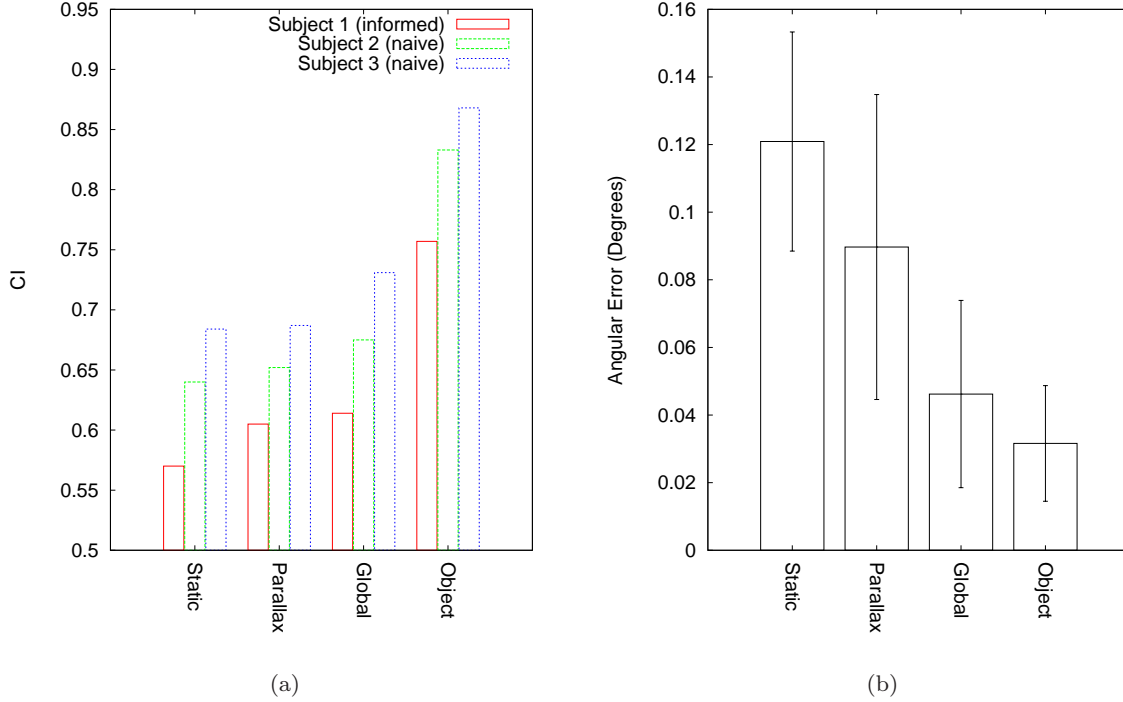 0.95
0.9
0.85
0.8
0.75
0.7
0.65
0.6
0.55
0.5
CI
Subject 1 (informed)
Subject 2 (naive)
Subject 3 (naive)
Static
Parallax
Global
Object
(a)
0.16
0.14
0.12
0.1
0.08
0.06
0.04
0.02
0
Angular Error (Degrees)
Static
Parallax
Global
Object
(b)